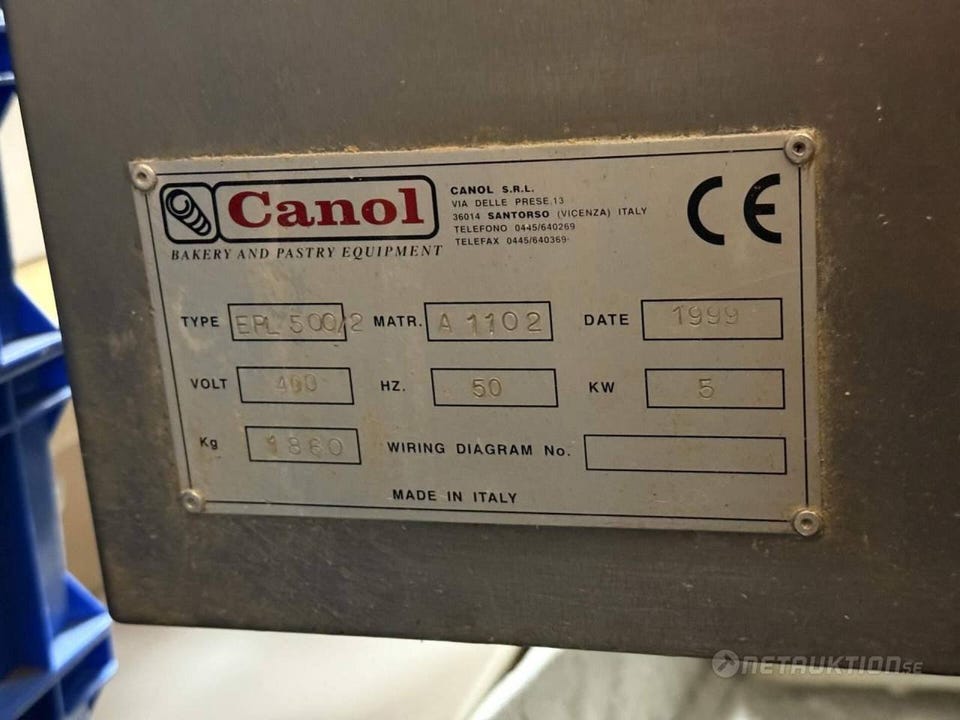 Canol
BAKERY AND PASTRY EQUIPMENT
CANOL S.R.L.
VIA DELLE PRESE 13
36014 SANTORSO (VICENZA) ITALY
TELEFONO 0445/640269
TELEFAX 0445/640369
CE
TYPE EPL 500/2 MATR. A 1102 DATE 1999
VOLT 400 HZ. 50 KW 5
Kg 1860 WIRING DIAGRAM No.
MADE IN ITALY
NETAUKTION.SE